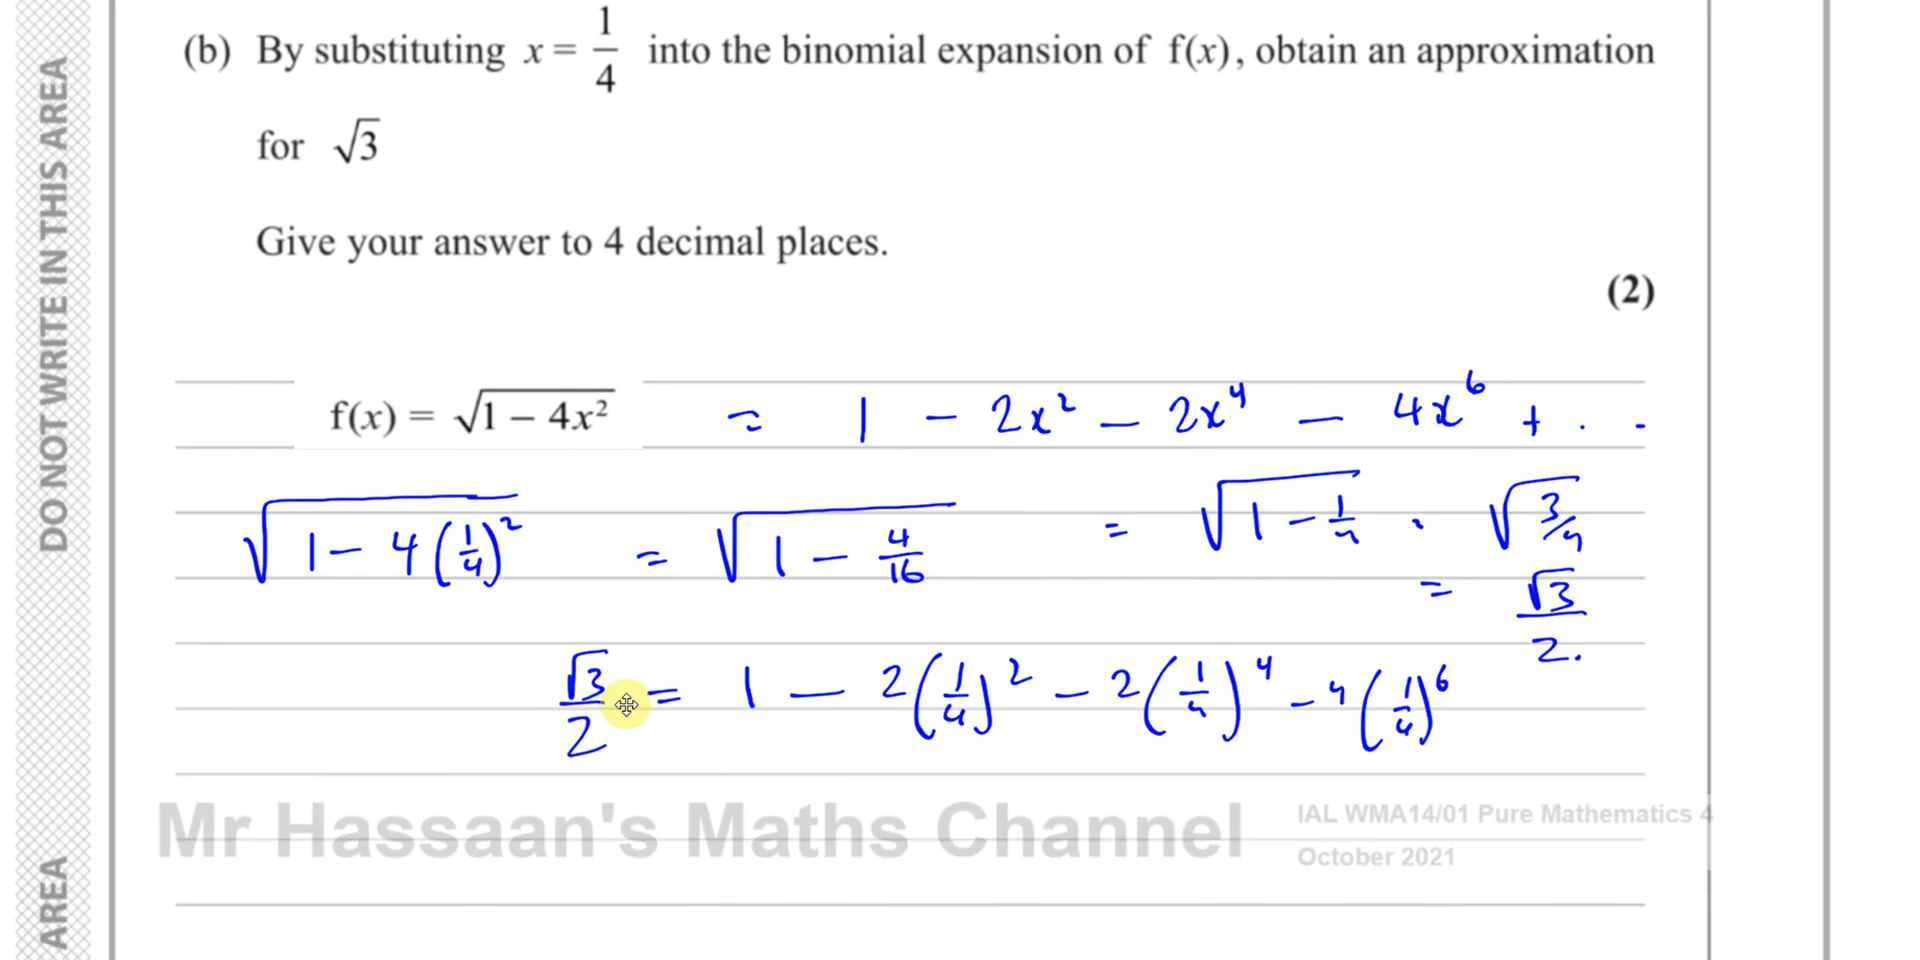 (b) By substituting x = 1/4 into the binomial expansion of f(x), obtain an approximation
for √3
Give your answer to 4 decimal places.
(2)
f(x) = √(1 – 4x²) = 1 – 2x² – 2x⁴ – 4x⁶ + . . .
√(1 – 4(1/4)²) = √(1 – 4/16) = √(1 – 1/4) = √(3/4)
= √3/2.
√3/2 = 1 – 2(1/4)² – 2(1/4)⁴ – 4(1/4)⁶
Mr Hassaan's Maths Channel
IAL WMA14/01 Pure Mathematics 4
October 2021
DO NOT WRITE IN THIS AREA
AREA